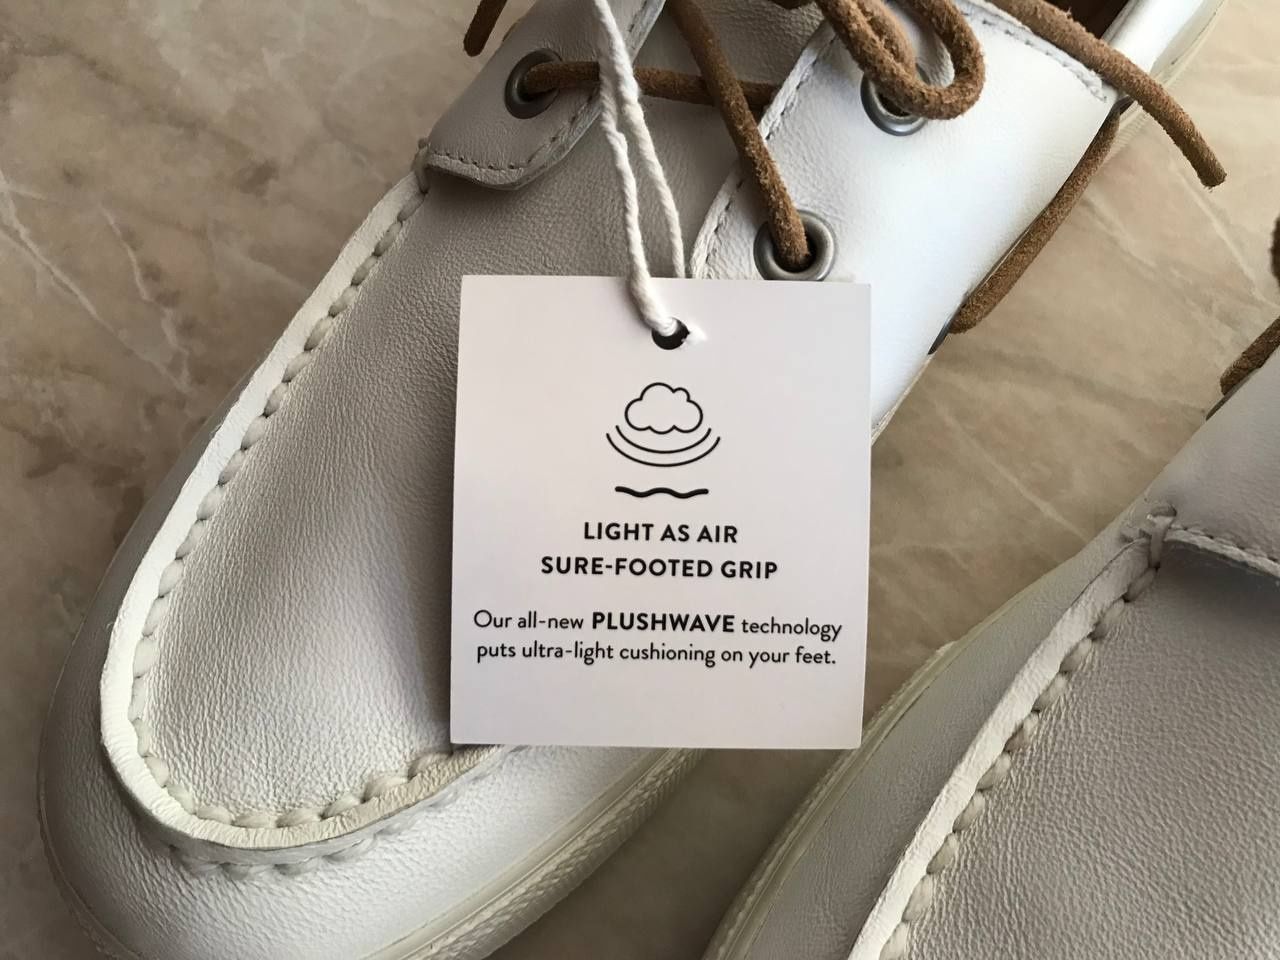 LIGHT AS AIR
SURE-FOOTED GRIP
Our all-new PLUSHWAVE technology
puts ultra-light cushioning on your feet.